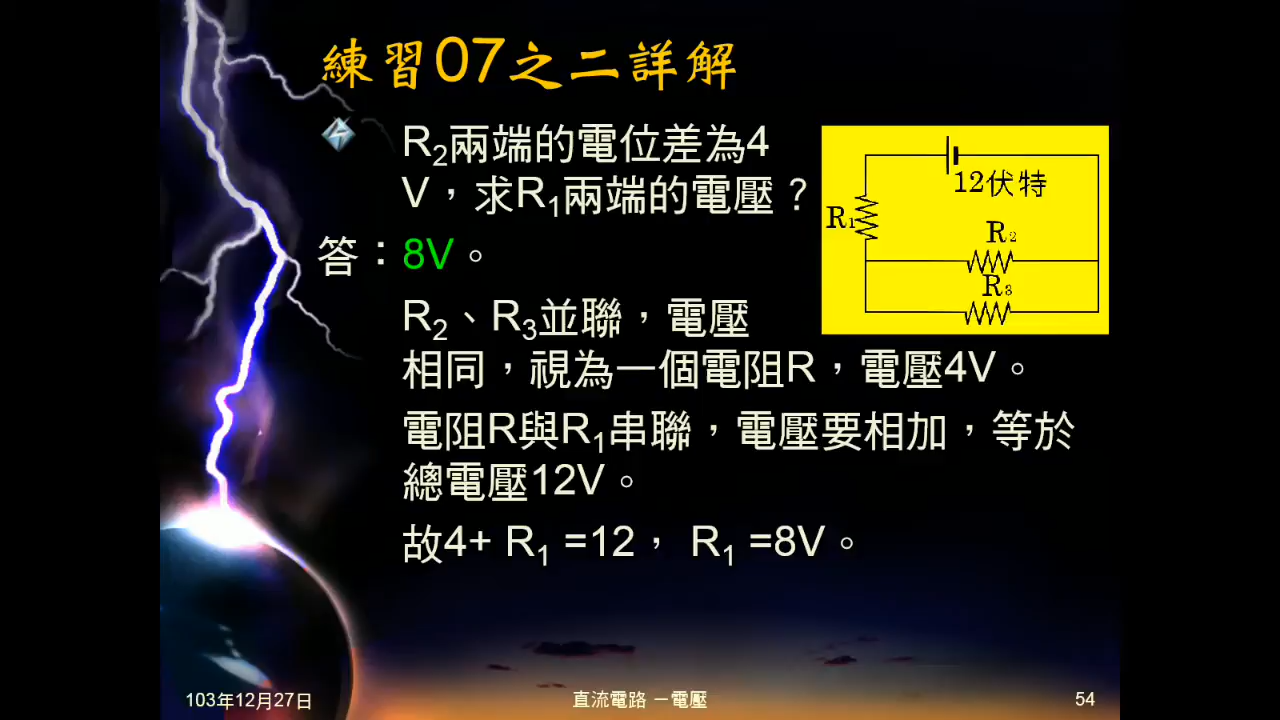 練習07之二詳解
R2兩端的電位差為4
V，求R1兩端的電壓？
答：8V。
R2、R3並聯，電壓
相同，視為一個電阻R，電壓4V。
電阻R與R1串聯，電壓要相加，等於
總電壓12V。
故4+ R1 =12， R1 =8V。
12伏特
R1
R2
R3
103年12月27日
直流電路 －電壓
54